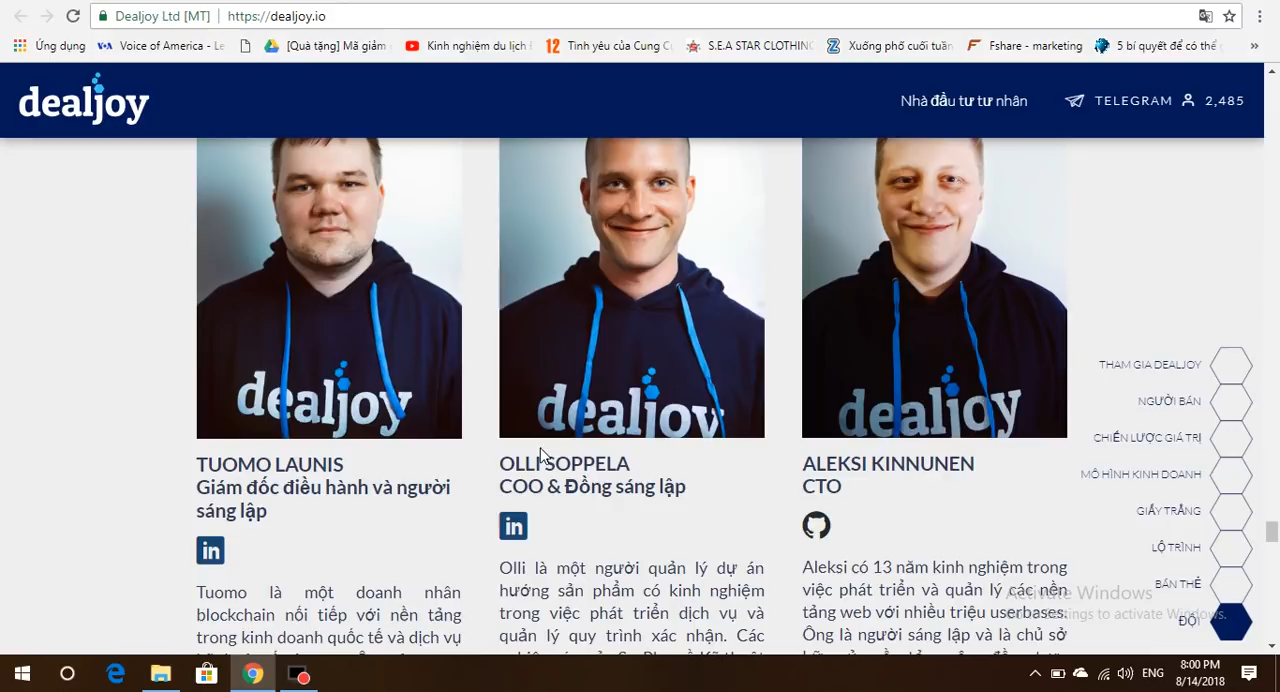 Dealjoy Ltd [MT] | https://dealjoy.io
Ứng dụng Voice of America - Le [Quà tặng] Mã giảm Kinh nghiệm du lịch Tình yêu của Cung C S.E.A STAR CLOTHING Xuống phố cuối tuần Fshare - marketing 5 bí quyết để có thể »
dealjoy Nhà đầu tư tư nhân TELEGRAM 2,485
dealjoy dealjoy dealjoy
THAM GIA DEALJOY
NGƯỜI BÁN
CHIẾN LƯỢC GIÁ TRỊ
MÔ HÌNH KINH DOANH
GIẤY TRẮNG
LỘ TRÌNH
BÁN THẺ
ĐỘI
TUOMO LAUNIS
Giám đốc điều hành và người
sáng lập
in
Tuomo là một doanh nhân
blockchain nối tiếp với nền tảng
trong kinh doanh quốc tế và dịch vụ
OLLI SOPPELA
COO & Đồng sáng lập
in
Olli là một người quản lý dự án
hướng sản phẩm có kinh nghiệm
trong việc phát triển dịch vụ và
quản lý quy trình xác nhận. Các
ALEKSI KINNUNEN
CTO
Aleksi có 13 năm kinh nghiệm trong
việc phát triển và quản lý các nền
tảng web với nhiều triệu userbases.
Ông là người sáng lập và là chủ sở
Activate Windows
Go to Settings to activate Windows.
ENG
8:00 PM
8/14/2018